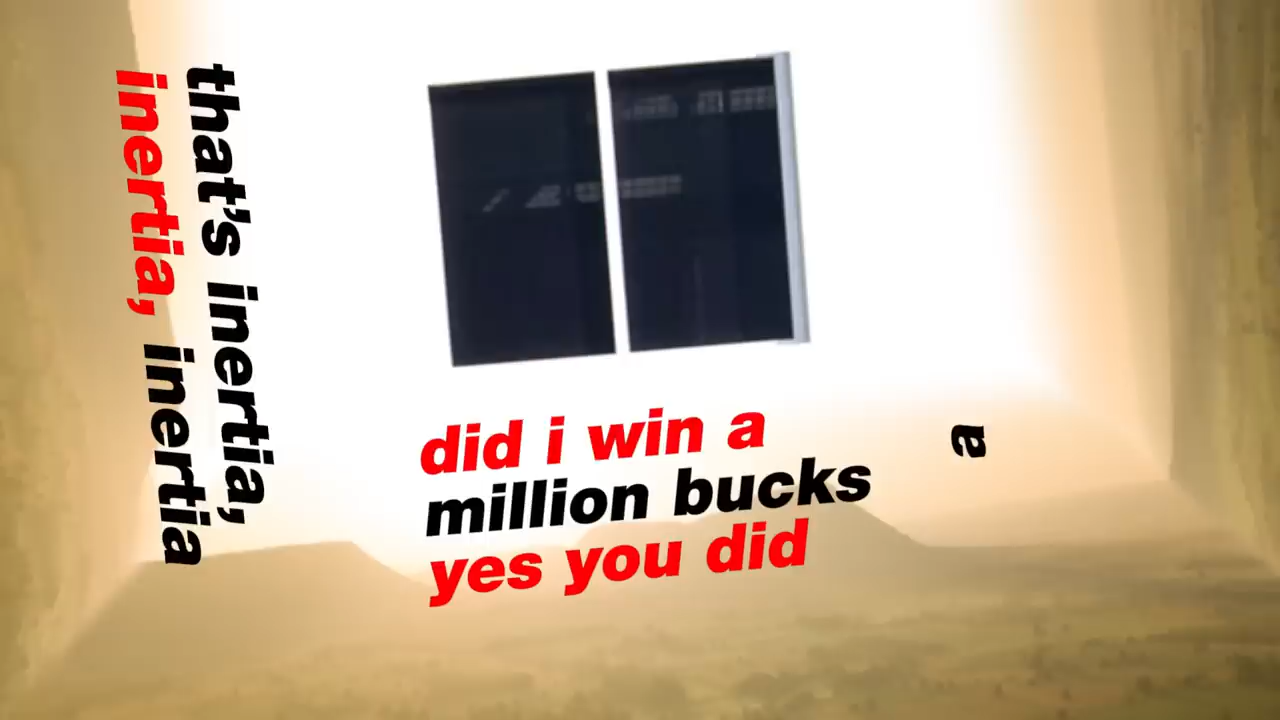 that's inertia,
inertia, inertia
did i win a
million bucks
yes you did
a